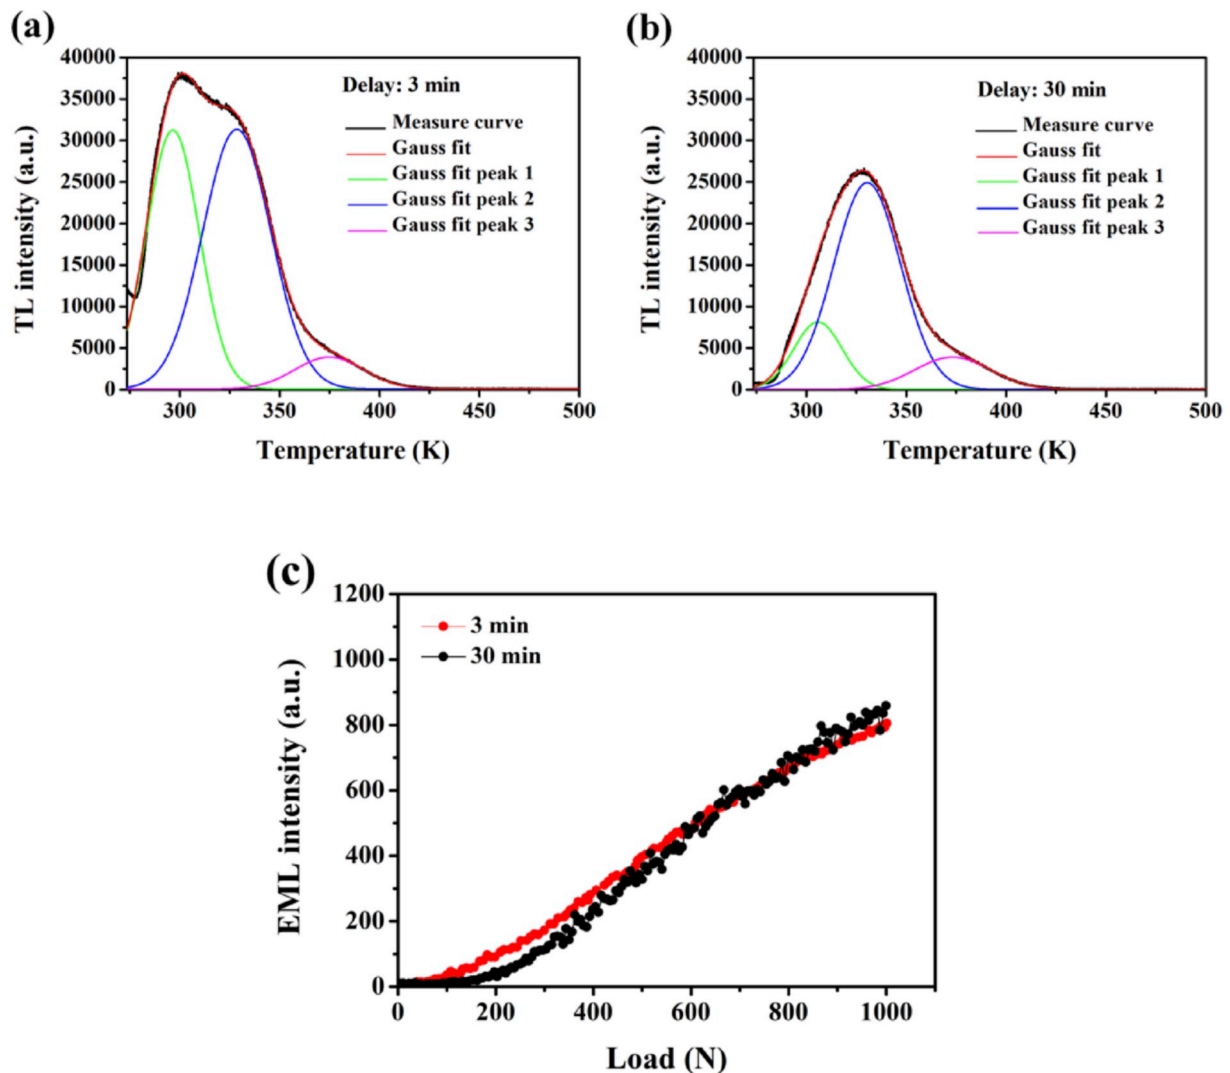 (a)
40000
35000
30000
25000
20000
15000
10000
5000
0
TL intensity (a.u.)
Delay: 3 min
Measure curve
Gauss fit
Gauss fit peak 1
Gauss fit peak 2
Gauss fit peak 3
300 350 400 450 500
Temperature (K)
(b)
40000
35000
30000
25000
20000
15000
10000
5000
0
TL intensity (a.u.)
Delay: 30 min
Measure curve
Gauss fit
Gauss fit peak 1
Gauss fit peak 2
Gauss fit peak 3
300 350 400 450 500
Temperature (K)
(c)
1200
1000
800
600
400
200
0
EML intensity (a.u.)
3 min
30 min
0 200 400 600 800 1000
Load (N)